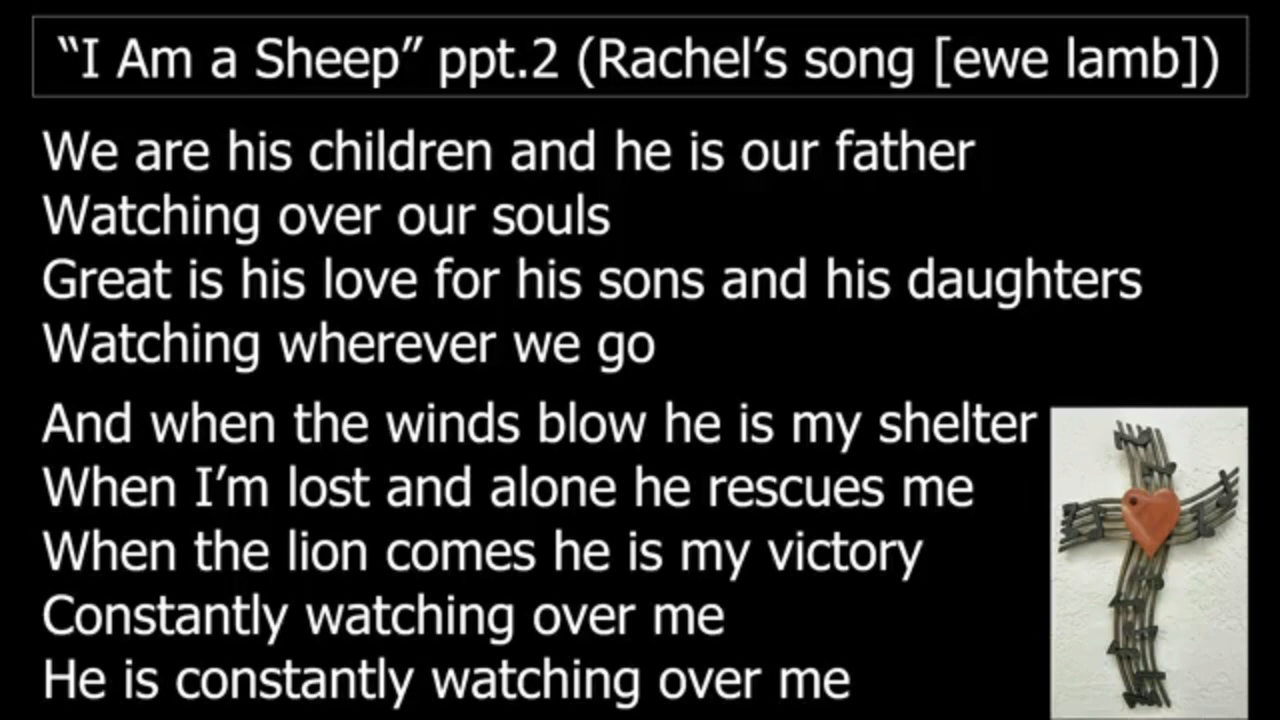 “I Am a Sheep” ppt.2 (Rachel’s song [ewe lamb])
We are his children and he is our father
Watching over our souls
Great is his love for his sons and his daughters
Watching wherever we go
And when the winds blow he is my shelter
When I’m lost and alone he rescues me
When the lion comes he is my victory
Constantly watching over me
He is constantly watching over me